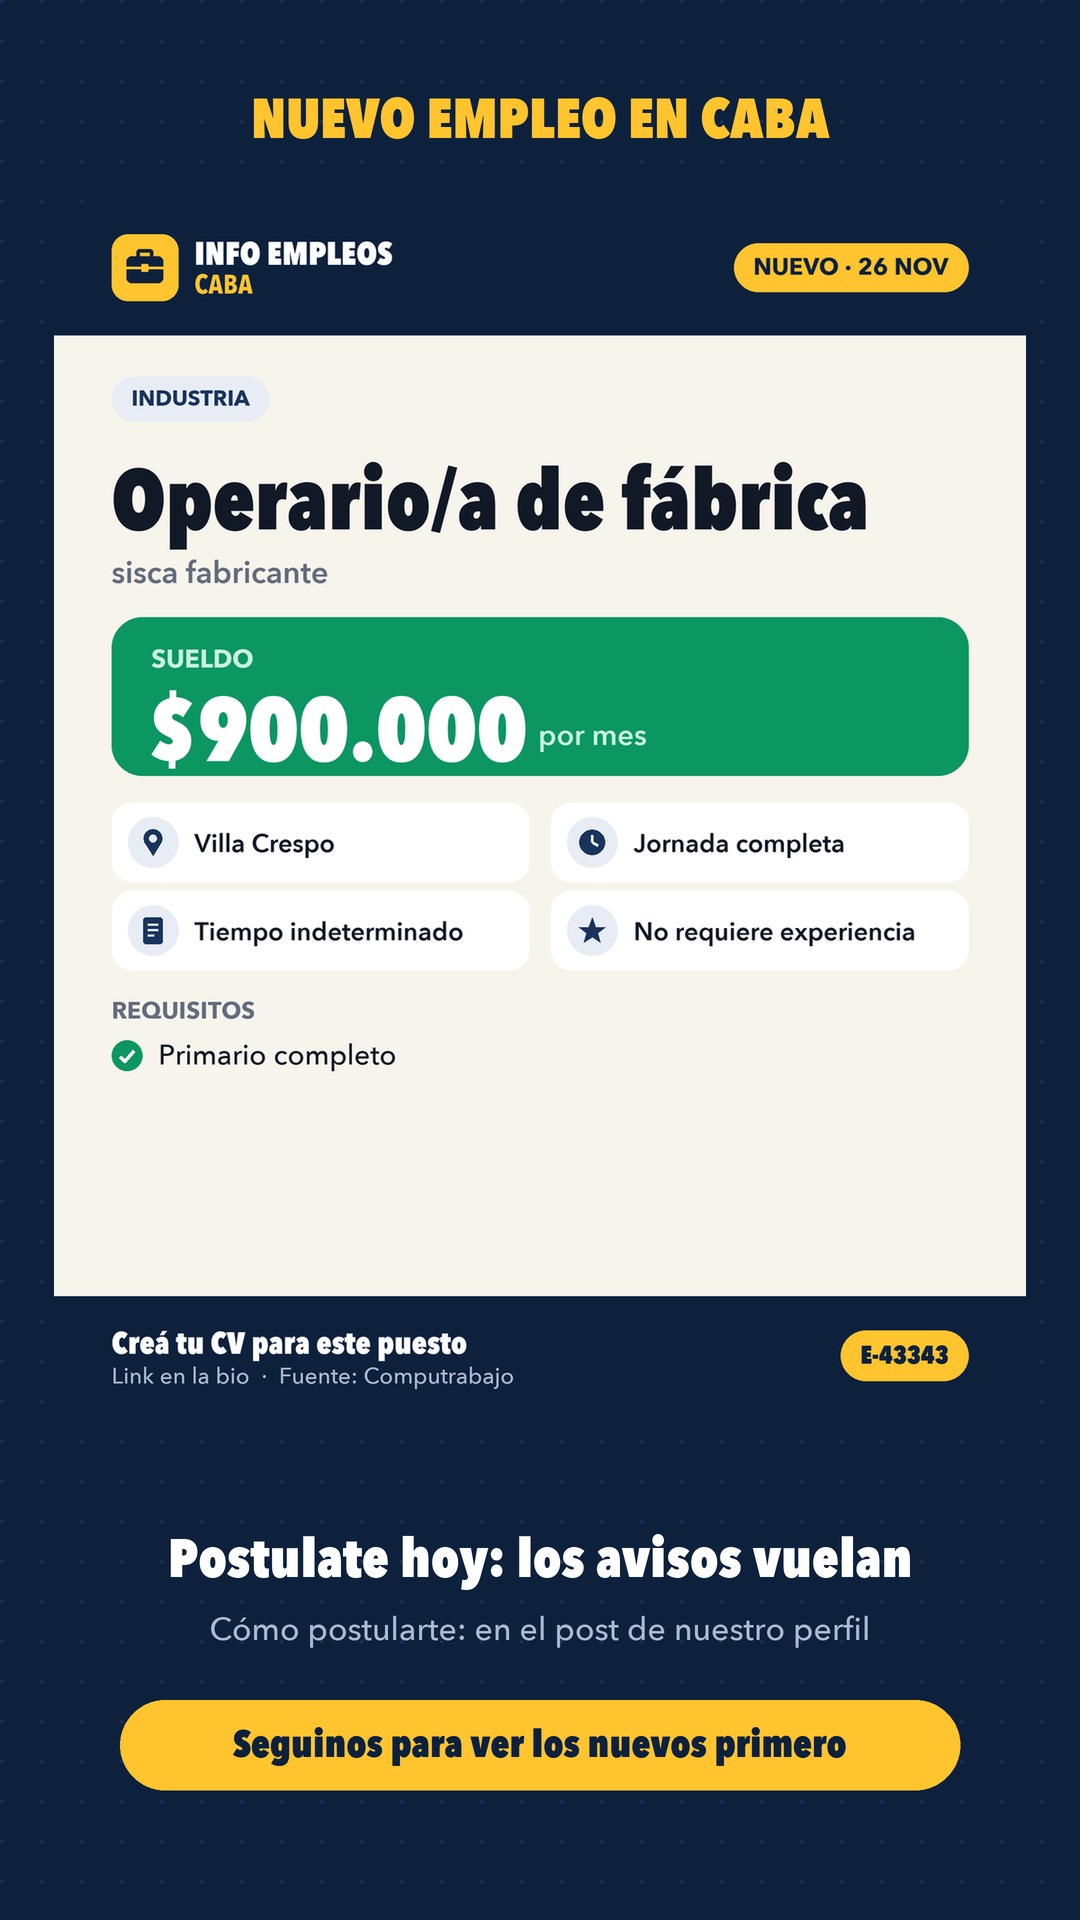 NUEVO EMPLEO EN CABA
INFO EMPLEOS
CABA
NUEVO · 26 NOV
INDUSTRIA
Operario/a de fábrica
sisca fabricante
SUELDO
$900.000 por mes
Villa Crespo
Jornada completa
Tiempo indeterminado
No requiere experiencia
REQUISITOS
Primario completo
Creá tu CV para este puesto
Link en la bio · Fuente: Computrabajo
E-43343
Postulate hoy: los avisos vuelan
Cómo postularte: en el post de nuestro perfil
Seguinos para ver los nuevos primero